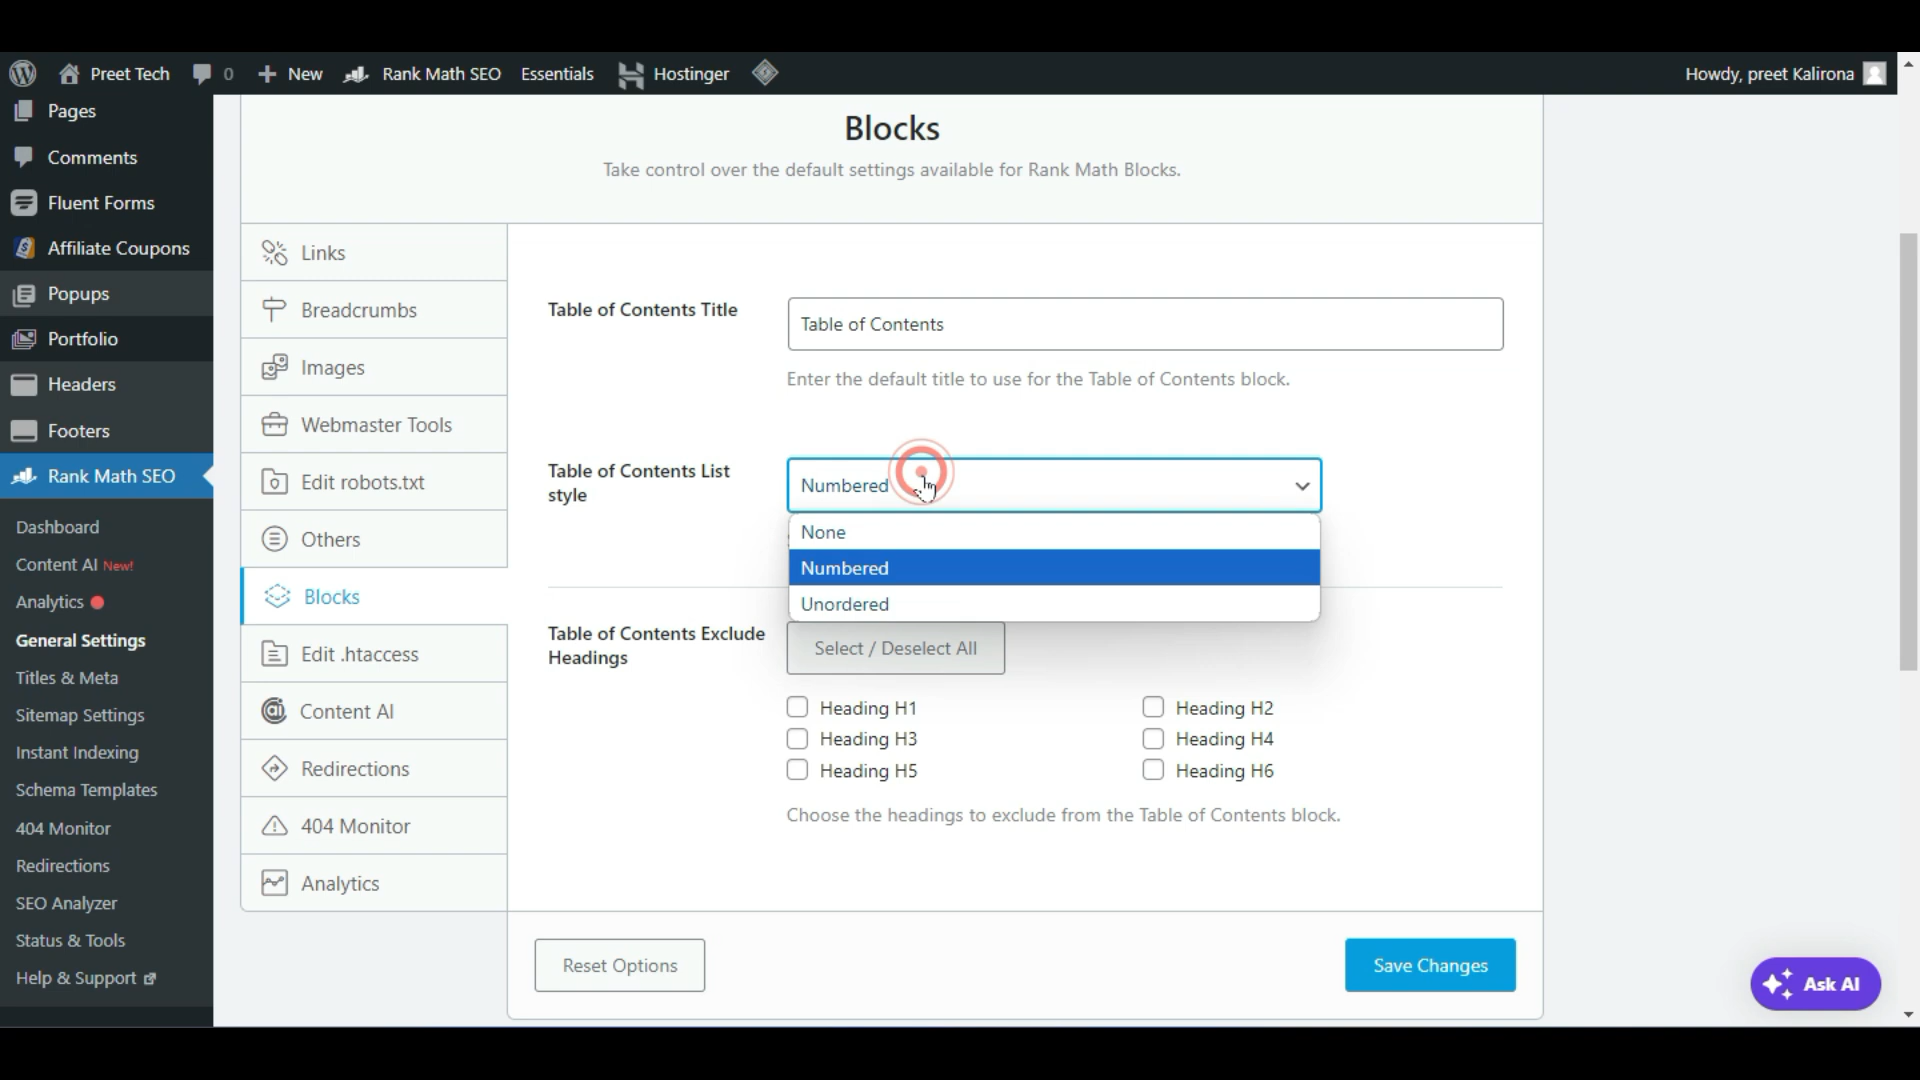 Preet Tech 0 New Rank Math SEO Essentials Hostinger Howdy, preet Kalirona
Pages
Comments
Fluent Forms
Affiliate Coupons
Popups
Portfolio
Headers
Footers
Rank Math SEO
Dashboard
Content AI New!
Analytics
General Settings
Titles & Meta
Sitemap Settings
Instant Indexing
Schema Templates
404 Monitor
Redirections
SEO Analyzer
Status & Tools
Help & Support
Blocks
Take control over the default settings available for Rank Math Blocks.
Links
Breadcrumbs
Images
Webmaster Tools
Edit robots.txt
Others
Blocks
Edit .htaccess
Content AI
Redirections
404 Monitor
Analytics
Table of Contents Title
Table of Contents
Enter the default title to use for the Table of Contents block.
Table of Contents List
style
Numbered
None
Numbered
Unordered
Table of Contents Exclude
Headings
Select / Deselect All
Heading H1 Heading H2
Heading H3 Heading H4
Heading H5 Heading H6
Choose the headings to exclude from the Table of Contents block.
Reset Options
Save Changes
Ask AI